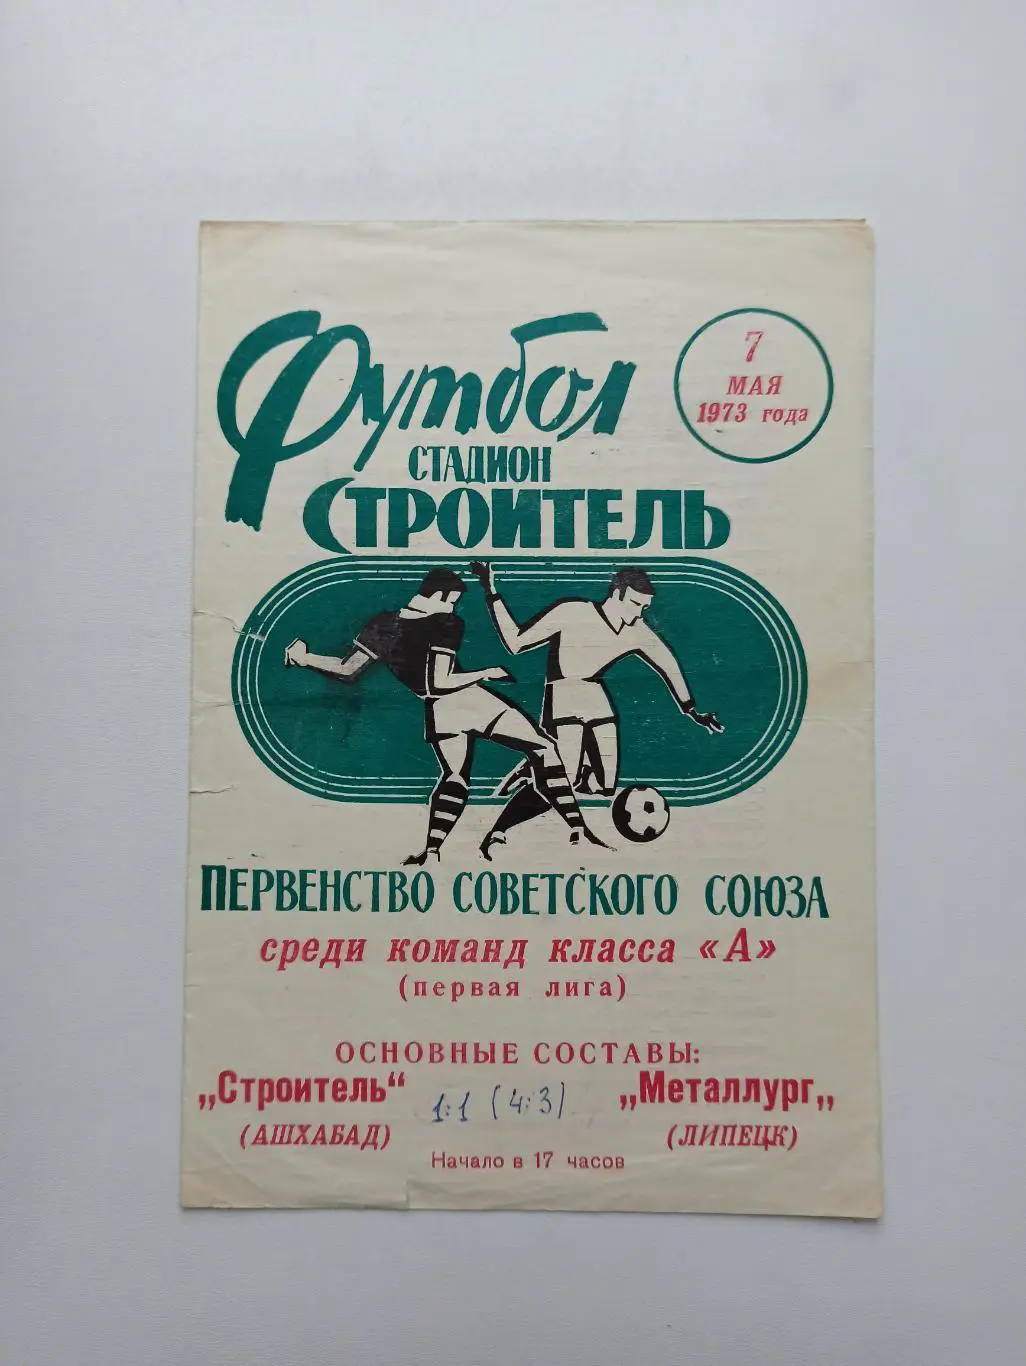 Футбол
7
МАЯ
1973 года
СТАДИОН
СТРОИТЕЛЬ
ПЕРВЕНСТВО СОВЕТСКОГО СОЮЗА
среди команд класса «А»
(первая лига)
ОСНОВНЫЕ СОСТАВЫ:
„Строитель“ 1:1 (4:3) „Металлург„
(АШХАБАД) (ЛИПЕЦК)
Начало в 17 часов